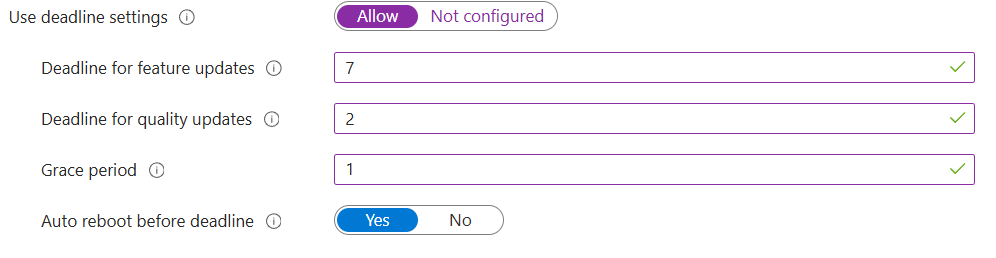 Use deadline settings Allow Not configured
Deadline for feature updates 7
Deadline for quality updates 2
Grace period 1
Auto reboot before deadline Yes No